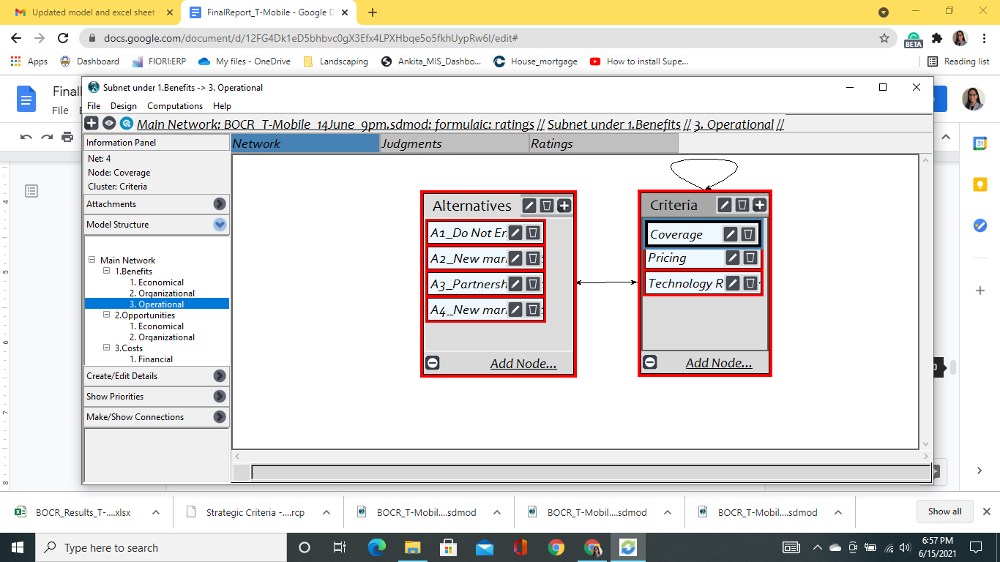 Updated model and excel sheet -
FinalReport_T-Mobile - Google D
docs.google.com/document/d/12FG4Dk1eD5bhbvc0gX3Efx4LPXHbqe5o5fkhUypRw6I/edit#
BETA
Apps
Dashboard
FIORI:ERP
My files - OneDrive
Landscaping
Ankita_MIS_Dashbo...
House_mortgage
How to install Supe...
Reading list
File
Subnet under 1.Benefits -> 3. Operational
File Design Computations Help
Main Network: BOCR_T-Mobile_14June_9pm.sdmod: formulaic: ratings // Subnet under 1.Benefits // 3. Operational //
Information Panel
Network Judgments Ratings
Net: 4
Node: Coverage
Cluster: Criteria
Attachments
Model Structure
Main Network
1.Benefits
1. Economical
2. Organizational
3. Operational
2.Opportunities
1. Economical
2. Organizational
3.Costs
1. Financial
Create/Edit Details
Show Priorities
Make/Show Connections
Alternatives
A1_Do Not
A2_New
A3_Partnersh
A4_New
Add Node...
Criteria
Coverage
Pricing
Technology
Add Node...
31
4
5
6
7
8
BOCR_Results_T-....xlsx
Strategic Criteria -....rcp
BOCR_T-Mobil....sdmod
BOCR_T-Mobil....sdmod
BOCR_T-Mobil....sdmod
Show all
Type here to search
6:57 PM
6/15/2021